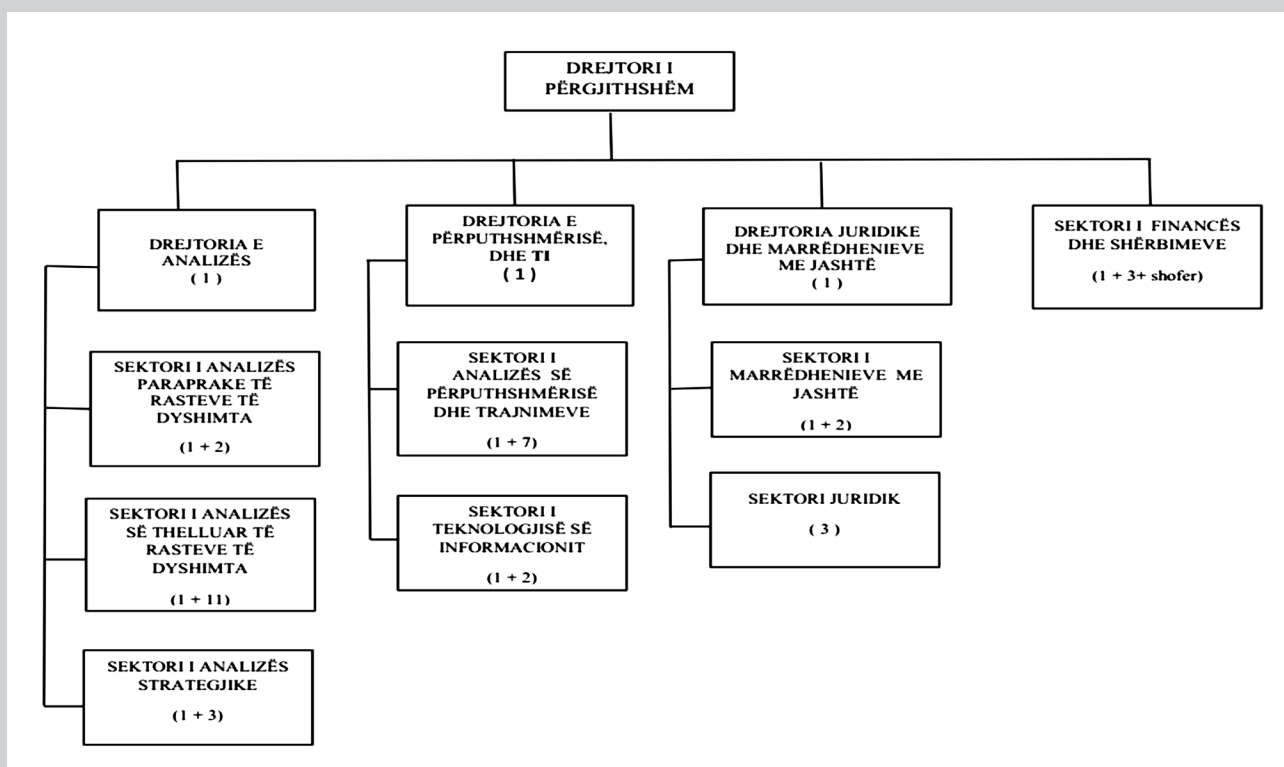 DREJTORI I
PËRGJITHSHËM
DREJTORIA E
ANALIZËS
( 1 )
SEKTORI I ANALIZËS
PARAPRAKE TË
RASTEVE TË
DYSHIMTA
(1 + 2)
SEKTORI I ANALIZËS
SË THELLUAR TË
RASTEVE TË
DYSHIMTA
(1 + 11)
SEKTORI I ANALIZËS
STRATEGJIKE
(1 + 3)
DREJTORIA E
PËRPUTHSHMËRISË,
DHE TI
( 1 )
SEKTORI I
ANALIZËS SË
PËRPUTHSHMËRISË
DHE TRAJNIMEVE
(1 + 7)
SEKTORI I
TEKNOLOGJISË SË
INFORMACIONIT
(1 + 2)
DREJTORIA JURIDIKE
DHE MARRËDHENIEVE
ME JASHTË
( 1 )
SEKTORI I
MARRËDHENIEVE ME
JASHTË
(1 + 2)
SEKTORI JURIDIK
( 3 )
SEKTORI I FINANCËS
DHE SHËRBIMEVE
(1 + 3+ shofer)